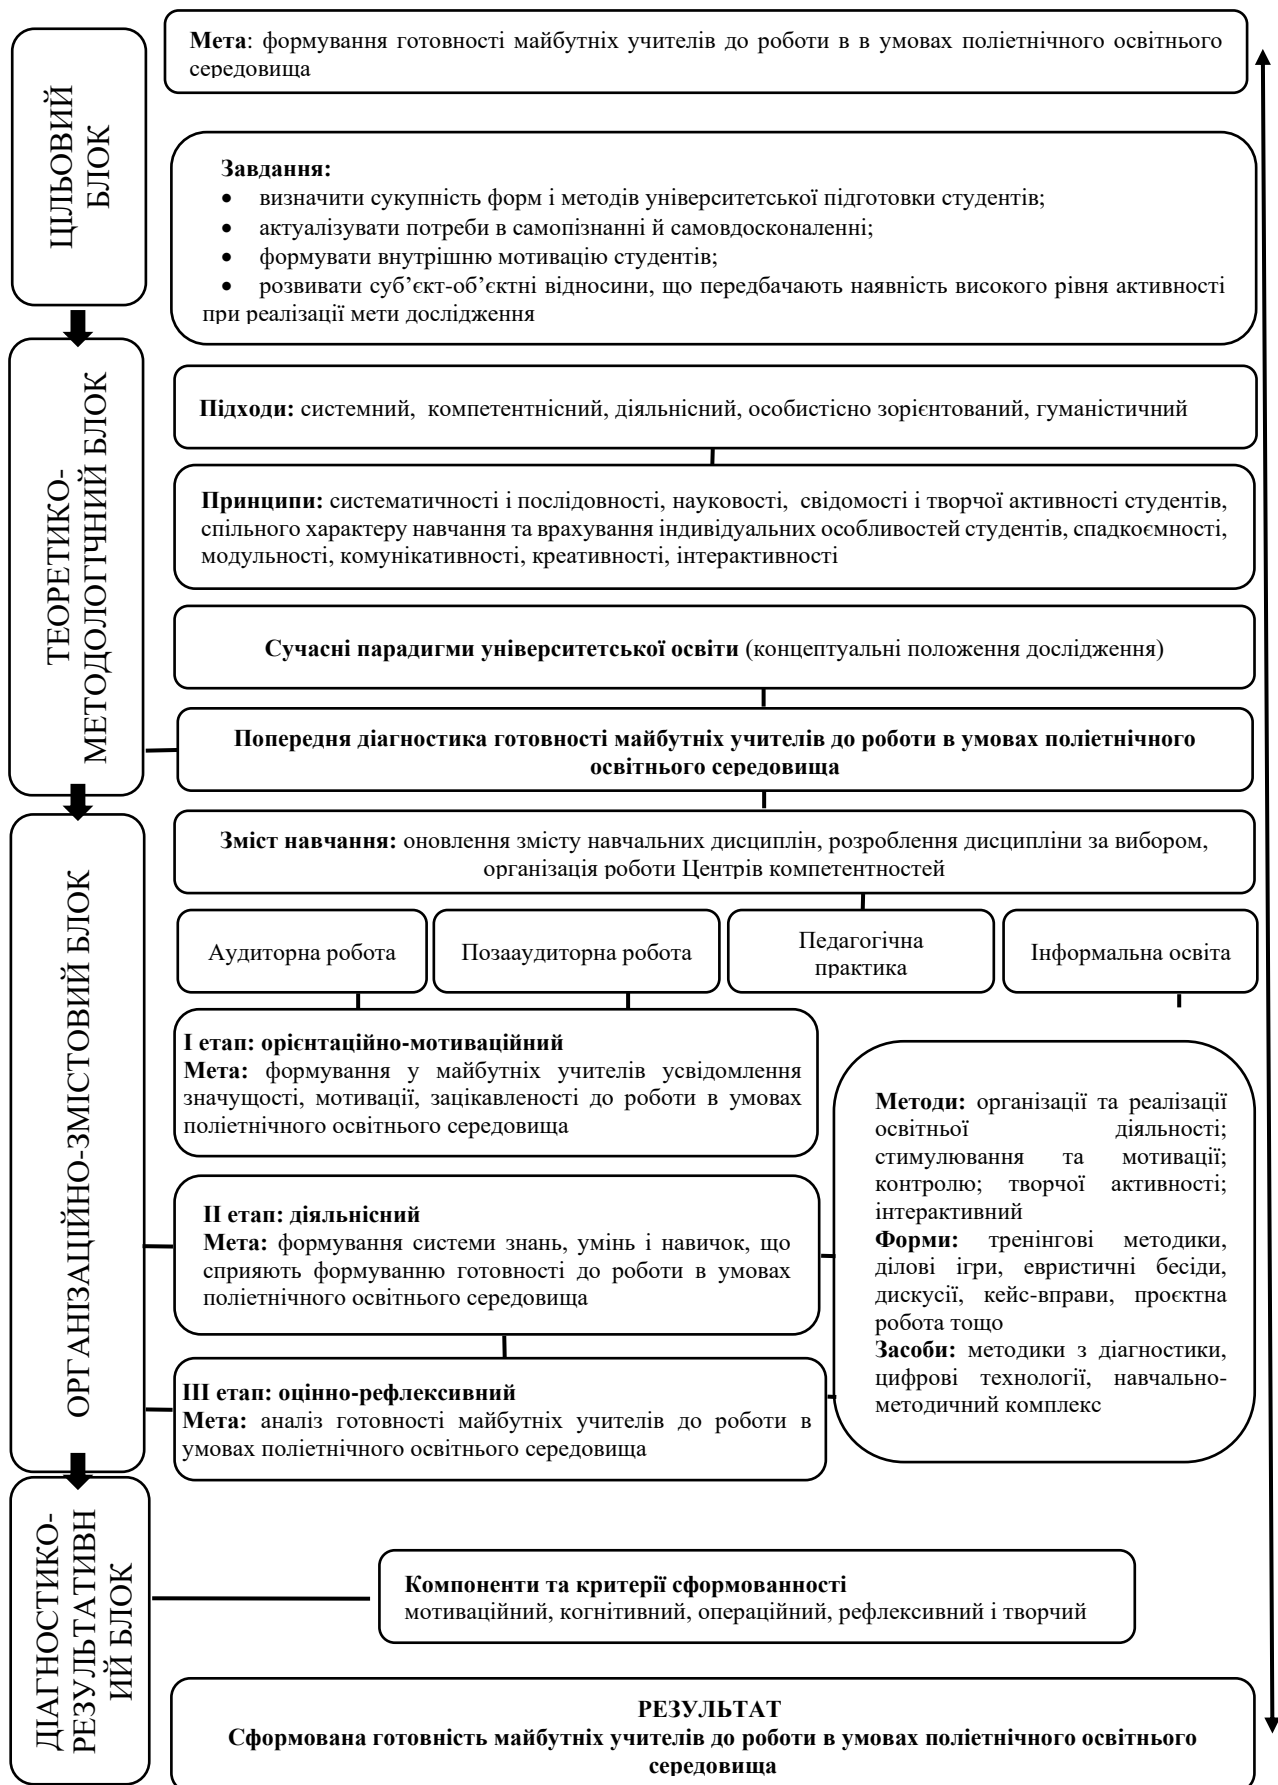 ЦІЛЬОВИЙ
БЛОК
Мета: формування готовності майбутніх учителів до роботи в в умовах поліетнічного освітнього
середовища
Завдання:
• визначити сукупність форм і методів університетської підготовки студентів;
• актуалізувати потреби в самопізнанні й самовдосконаленні;
• формувати внутрішню мотивацію студентів;
• розвивати суб’єкт-об’єктні відносини, що передбачають наявність високого рівня активності
при реалізації мети дослідження
ТЕОРЕТИКО-
МЕТОДОЛОГІЧНИЙ БЛОК
Підходи: системний, компетентнісний, діяльнісний, особистісно зорієнтований, гуманістичний
Принципи: систематичності і послідовності, науковості, свідомості і творчої активності студентів,
спільного характеру навчання та врахування індивідуальних особливостей студентів, спадкоємності,
модульності, комунікативності, креативності, інтерактивності
Сучасні парадигми університетської освіти (концептуальні положення дослідження)
Попередня діагностика готовності майбутніх учителів до роботи в умовах поліетнічного
освітнього середовища
ОРГАНІЗАЦІЙНО-ЗМІСТОВИЙ БЛОК
Зміст навчання: оновлення змісту навчальних дисциплін, розроблення дисципліни за вибором,
організація роботи Центрів компетентностей
Аудиторна робота
Позааудиторна робота
Педагогічна
практика
Інформальна освіта
І етап: орієнтаційно-мотиваційний
Мета: формування у майбутніх учителів усвідомлення
значущості, мотивації, зацікавленості до роботи в умовах
поліетнічного освітнього середовища
ІІ етап: діяльнісний
Мета: формування системи знань, умінь і навичок, що
сприяють формуванню готовності до роботи в умовах
поліетнічного освітнього середовища
ІІІ етап: оцінно-рефлексивний
Мета: аналіз готовності майбутніх учителів до роботи в
умовах поліетнічного освітнього середовища
Методи: організації та реалізації
освітньої діяльності;
стимулювання та мотивації;
контролю; творчої активності;
інтерактивний
Форми: тренінгові методики,
ділові ігри, евристичні бесіди,
дискусії, кейс-вправи, проєктна
робота тощо
Засоби: методики з діагностики,
цифрові технології, навчально-
методичний комплекс
ДІАГНОСТИКО-
РЕЗУЛЬТАТИВН
ИЙ БЛОК
Компоненти та критерії сформованності
мотиваційний, когнітивний, операційний, рефлексивний і творчий
РЕЗУЛЬТАТ
Сформована готовність майбутніх учителів до роботи в умовах поліетнічного освітнього
середовища